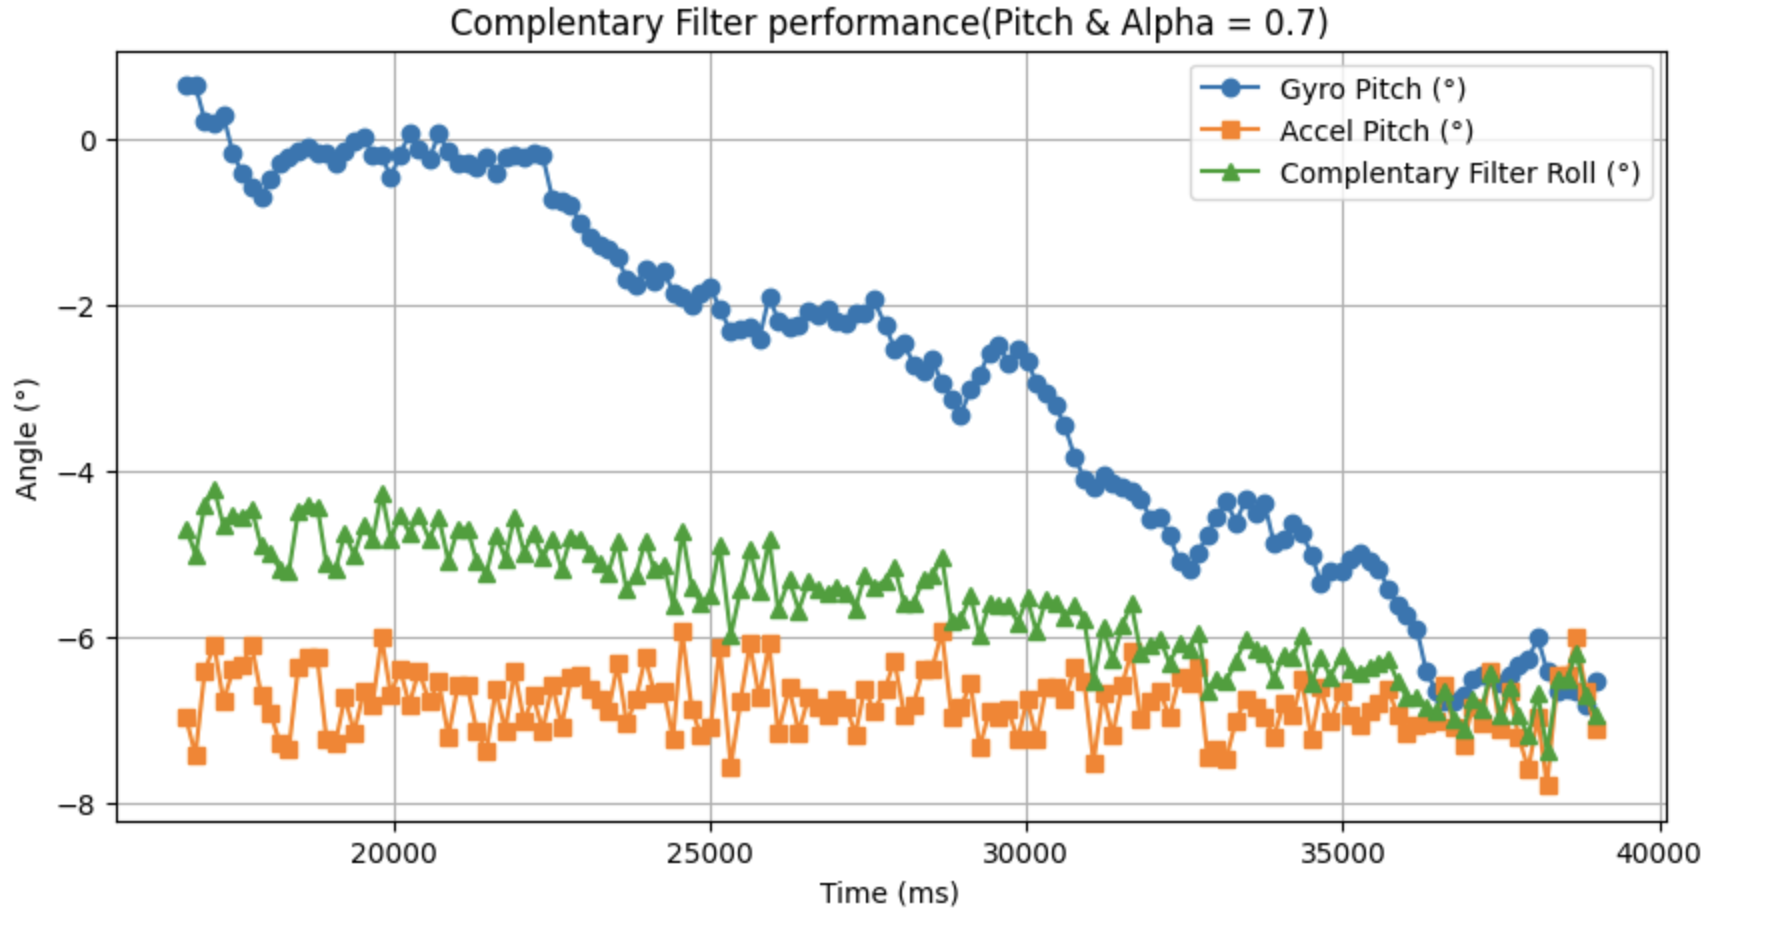 Complentary Filter performance(Pitch & Alpha = 0.7)
Gyro Pitch (°)
Accel Pitch (°)
Complentary Filter Roll (°)
0
−2
−4
−6
−8
Angle (°)
20000
25000
30000
35000
40000
Time (ms)